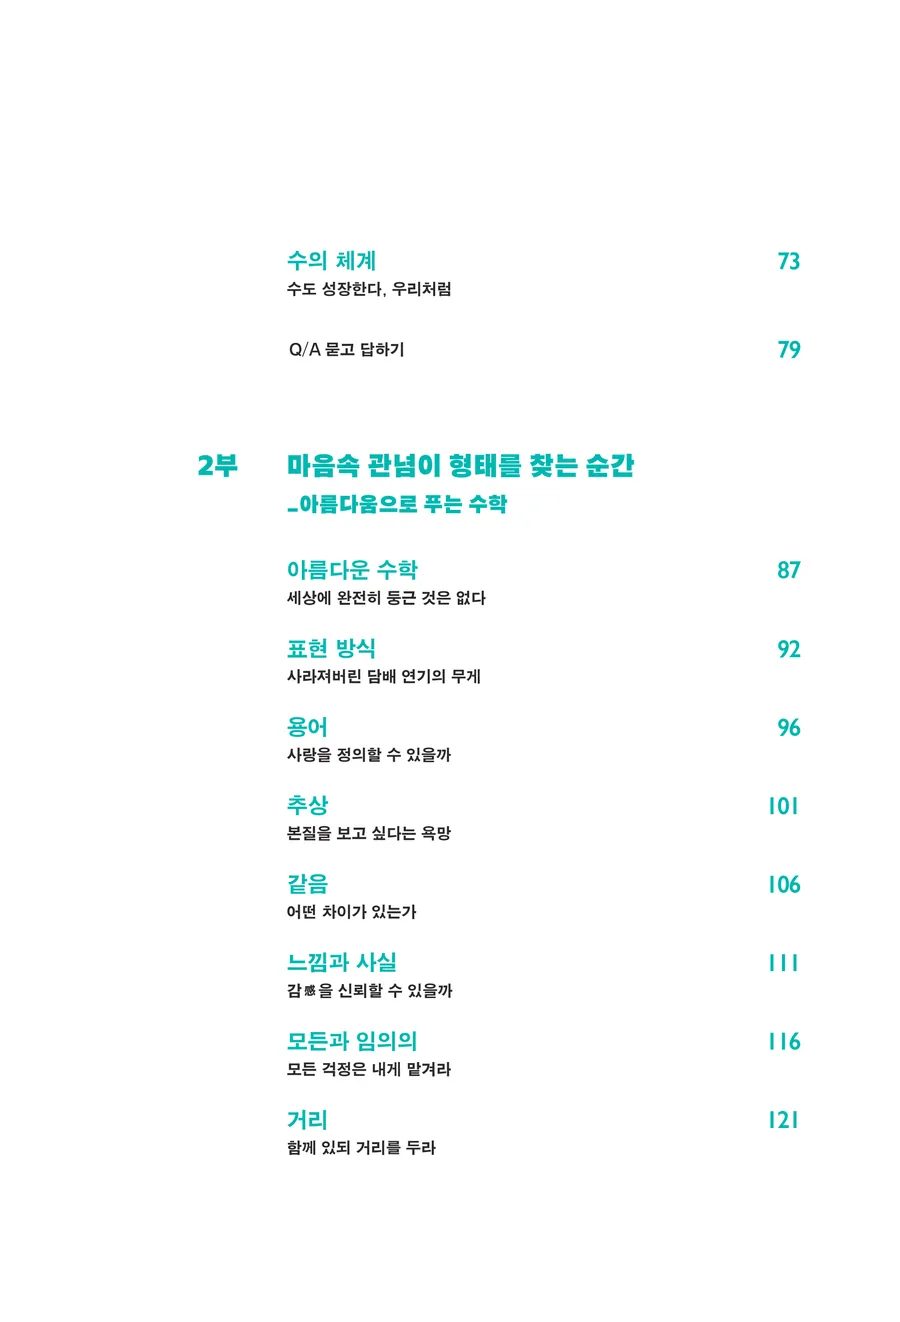 수의 체계 73
수도 성장한다, 우리처럼
Q/A 묻고 답하기 79
2부 마음속 관념이 형태를 찾는 순간
_아름다움으로 푸는 수학
아름다운 수학 87
세상에 완전히 둥근 것은 없다
표현 방식 92
사라져버린 담배 연기의 무게
용어 96
사랑을 정의할 수 있을까
추상 101
본질을 보고 싶다는 욕망
같음 106
어떤 차이가 있는가
느낌과 사실 111
감感을 신뢰할 수 있을까
모든과 임의의 116
모든 걱정은 내게 맡겨라
거리 121
함께 있되 거리를 두라